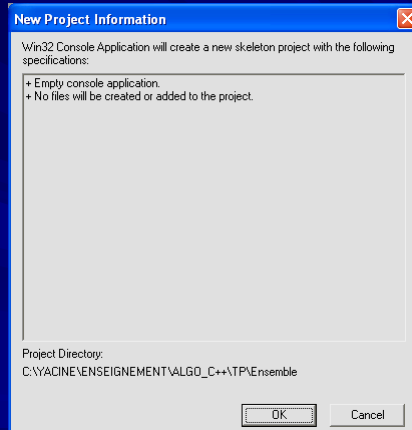 New Project Information
Win32 Console Application will create a new skeleton project with the following
specifications:
+ Empty console application.
+ No files will be created or added to the project.
Project Directory:
C:\YACINE\ENSEIGNEMENT\ALGO_C++\TP\Ensemble
OK
Cancel